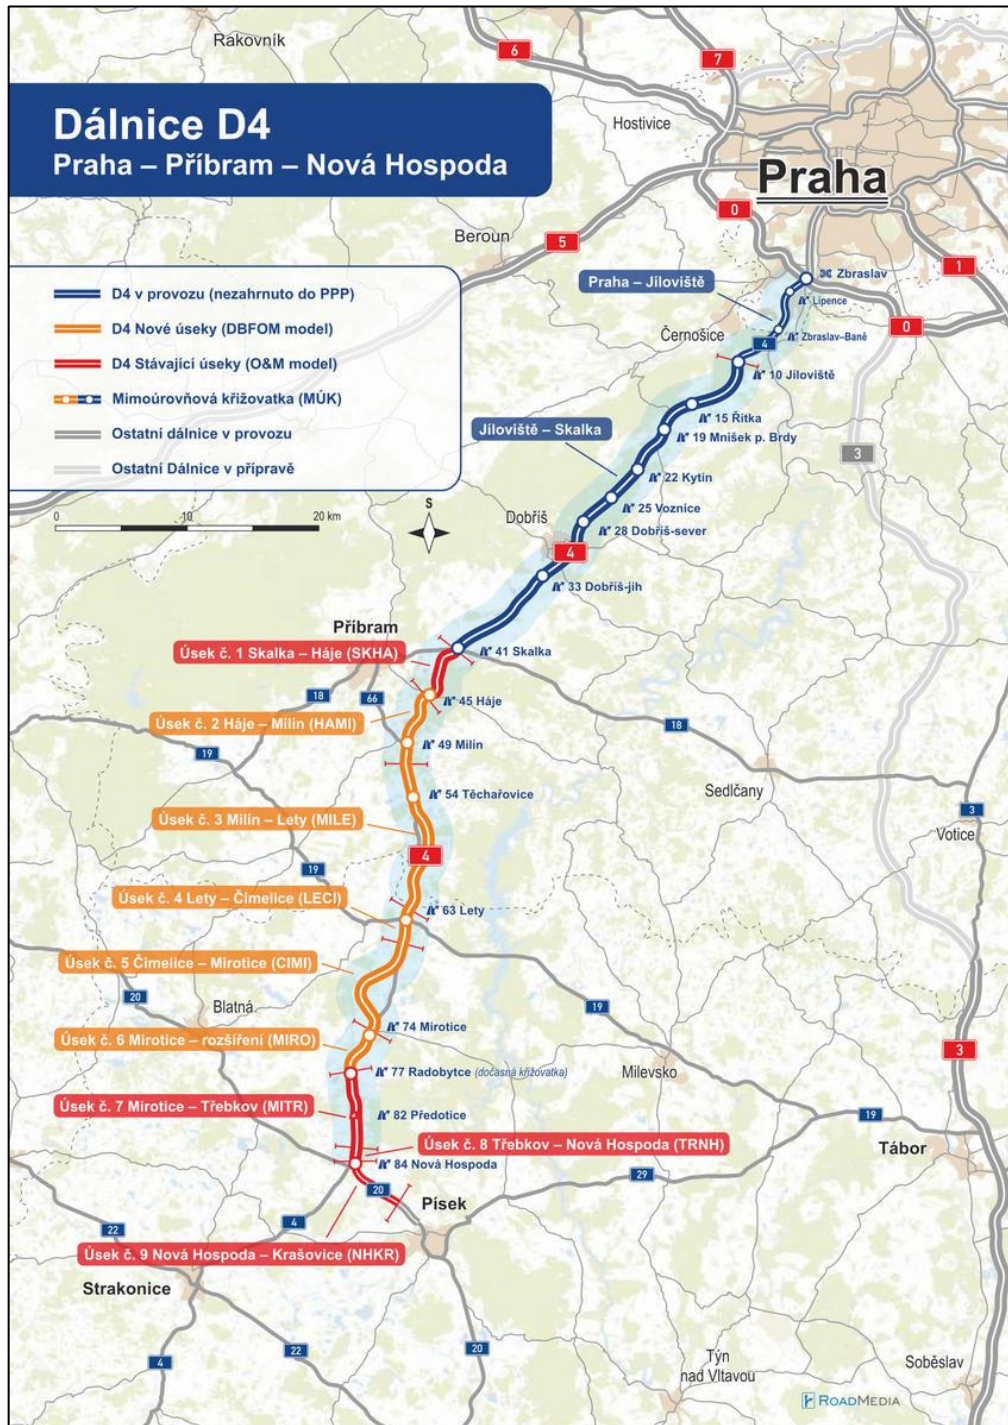 Rakovník
6
7
Dálnice D4
Praha – Příbram – Nová Hospoda
Hostivice
Praha
0
Beroun
5
1
Zbraslav
Praha – Jíloviště
Lipence
0
Černošice
Zbraslav–Baně
4
10 Jíloviště
D4 v provozu (nezahrnuto do PPP)
D4 Nové úseky (DBFOM model)
D4 Stávající úseky (O&M model)
Mimoúrovňová křižovatka (MÚK)
Ostatní dálnice v provozu
Ostatní Dálnice v přípravě
15 Řitka
Jíloviště – Skalka
19 Mníšek p. Brdy
3
22 Kytín
S
0
10
20 km
25 Voznice
Dobříš
28 Dobříš-sever
4
33 Dobříš-jih
Příbram
41 Skalka
Úsek č. 1 Skalka – Háje (SKHA)
18
66
45 Háje
Úsek č. 2 Háje – Milín (HAMI)
18
19
49 Milín
Sedlčany
54 Těchařovice
3
Úsek č. 3 Milín – Lety (MILE)
Votice
4
19
Úsek č. 4 Lety – Čimelice (LECI)
63 Lety
Úsek č. 5 Čimelice – Mirotice (CIMI)
20
Blatná
19
74 Mirotice
Úsek č. 6 Mirotice – rozšíření (MIRO)
3
77 Radobytce (dočasná křižovatka)
Milevsko
Úsek č. 7 Mirotice – Třebkov (MITR)
82 Předotice
19
Úsek č. 8 Třebkov – Nová Hospoda (TRNH)
Tábor
84 Nová Hospoda
29
20
Písek
4
22
Úsek č. 9 Nová Hospoda – Krašovice (NHKR)
Strakonice
4
22
20
Týn
nad Vltavou
Soběslav
ROADMEDIA